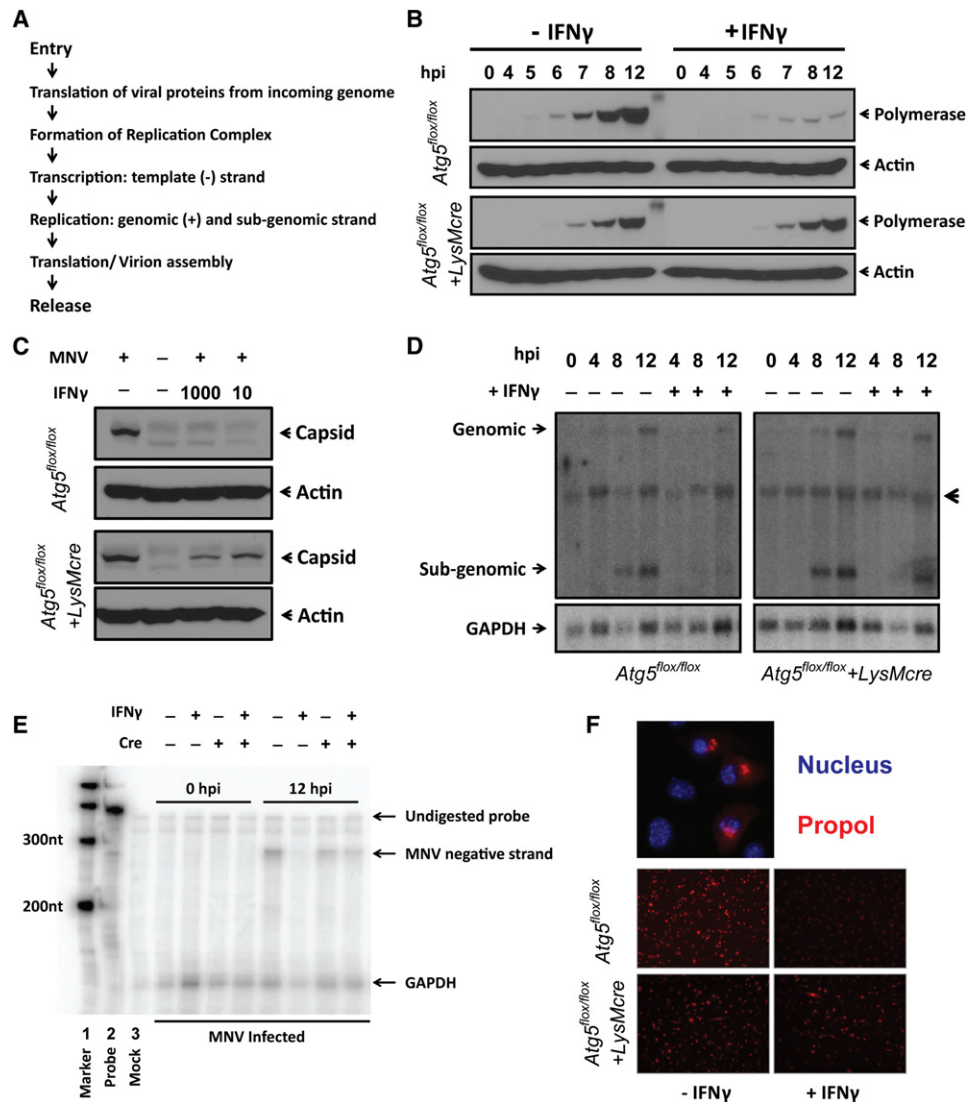 A
Entry
Translation of viral proteins from incoming genome
Formation of Replication Complex
Transcription: template (-) strand
Replication: genomic (+) and sub-genomic strand
Translation/ Virion assembly
Release
B
- IFNγ + IFNγ
hpi 0 4 5 6 7 8 12 0 4 5 6 7 8 12
Atg5flox/flox
Polymerase
Actin
Atg5flox/flox
+LysMcre
Polymerase
Actin
C
MNV + – + +
IFNγ – – 1000 10
Atg5flox/flox
Capsid
Actin
Atg5flox/flox
+LysMcre
Capsid
Actin
D
hpi 0 4 8 12 4 8 12 0 4 8 12 4 8 12
+ IFNγ – – – – + + + – – – – + + +
Genomic
Sub-genomic
GAPDH
Atg5flox/flox Atg5flox/flox+LysMcre
E
IFNγ – + – + – + – +
Cre – – + + – – + +
0 hpi 12 hpi
Undigested probe
300nt
MNV negative strand
200nt
GAPDH
1 2 3
Marker
Probe
Mock
MNV Infected
F
Nucleus
Propol
Atg5flox/flox
Atg5flox/flox
+LysMcre
- IFNγ + IFNγ